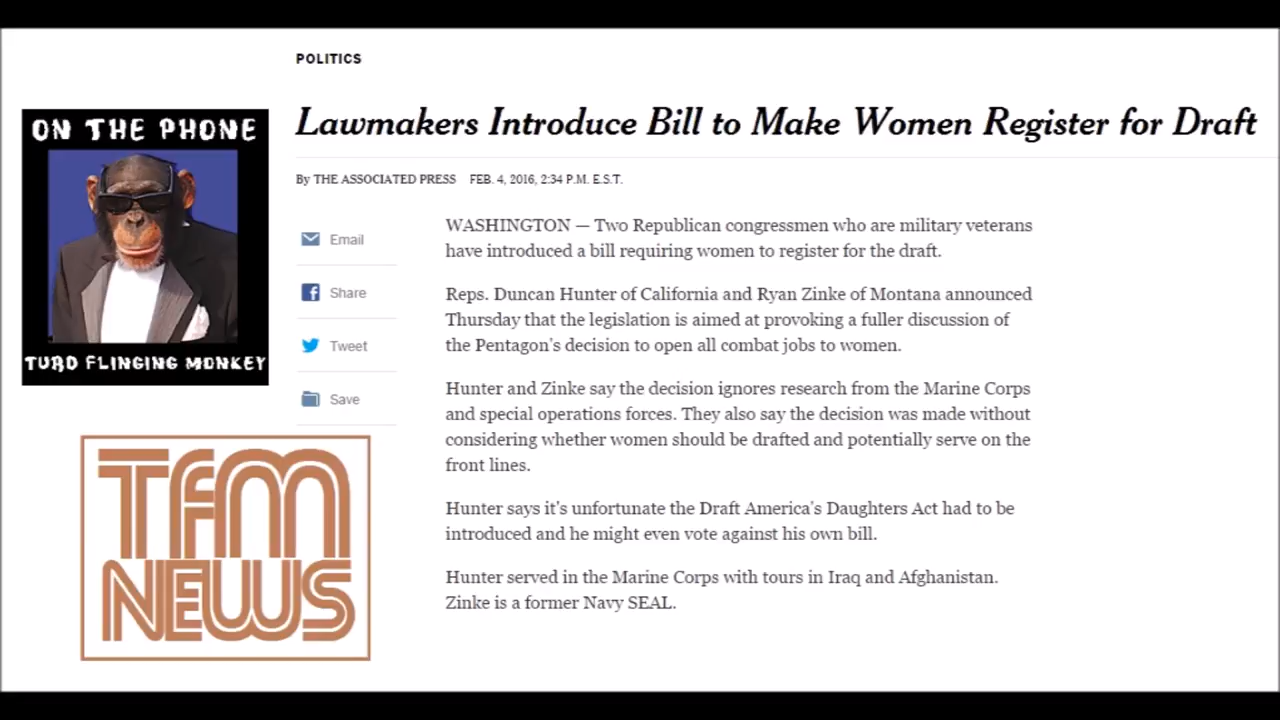 POLITICS
ON THE PHONE
TURD FLINGING MONKEY
Lawmakers Introduce Bill to Make Women Register for Draft
By THE ASSOCIATED PRESS FEB. 4, 2016, 2:34 P.M. E.S.T.
Email
Share
Tweet
Save
WASHINGTON — Two Republican congressmen who are military veterans
have introduced a bill requiring women to register for the draft.
Reps. Duncan Hunter of California and Ryan Zinke of Montana announced
Thursday that the legislation is aimed at provoking a fuller discussion of
the Pentagon's decision to open all combat jobs to women.
Hunter and Zinke say the decision ignores research from the Marine Corps
and special operations forces. They also say the decision was made without
considering whether women should be drafted and potentially serve on the
front lines.
Hunter says it's unfortunate the Draft America's Daughters Act had to be
introduced and he might even vote against his own bill.
Hunter served in the Marine Corps with tours in Iraq and Afghanistan.
Zinke is a former Navy SEAL.
TFM
NEWS